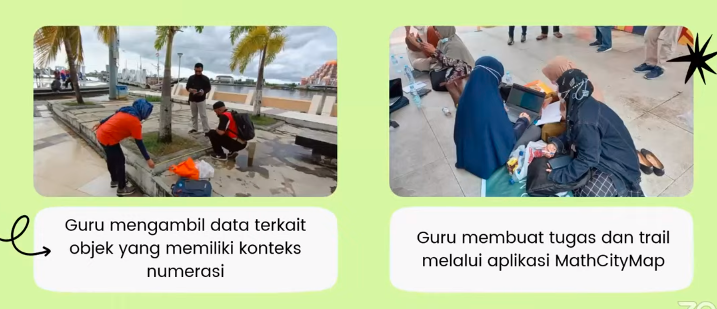 Guru mengambil data terkait
objek yang memiliki konteks
numerasi
Guru membuat tugas dan trail
melalui aplikasi MathCityMap